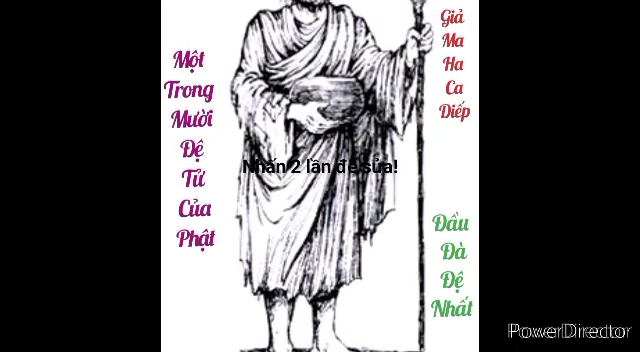 Một
Trong
Mười
Đệ
Tử
Của
Phật
Giả
Ma
Ha
Ca
Diếp
Nhấn 2 lần để sửa!
Đầu
Đà
Đệ
Nhất
PowerDirector